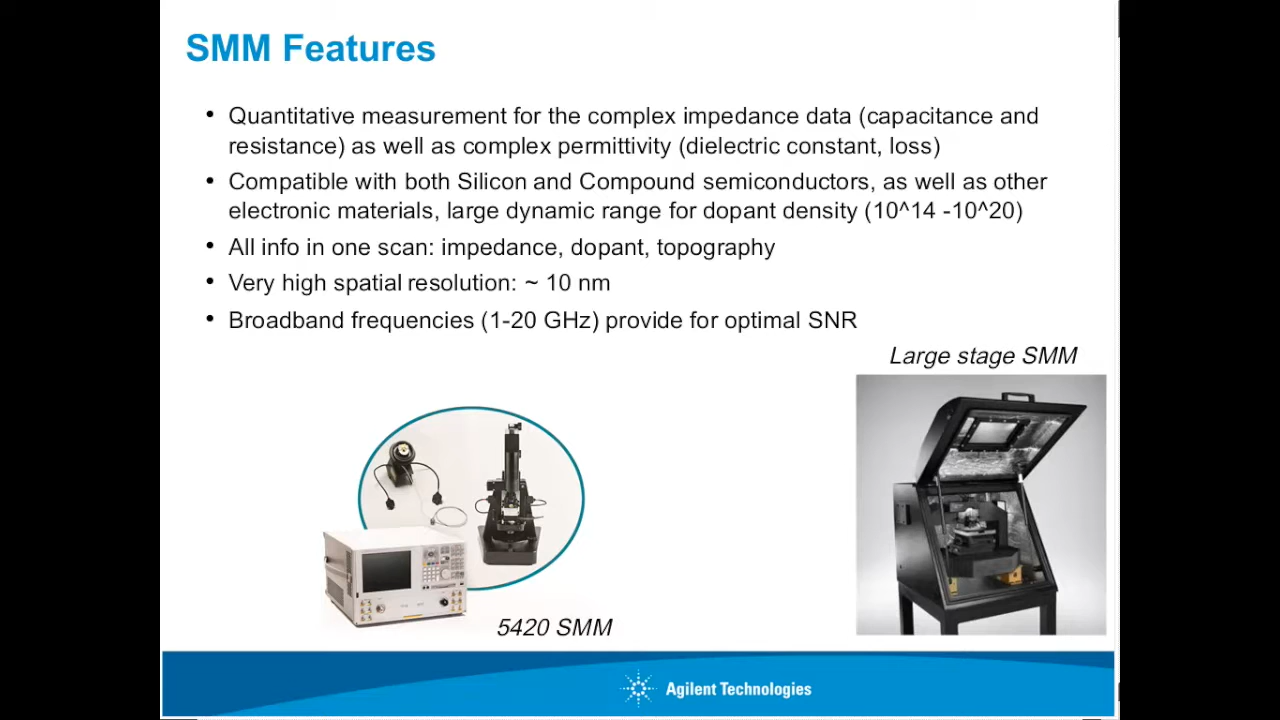 SMM Features
• Quantitative measurement for the complex impedance data (capacitance and
resistance) as well as complex permittivity (dielectric constant, loss)
• Compatible with both Silicon and Compound semiconductors, as well as other
electronic materials, large dynamic range for dopant density (10^14 -10^20)
• All info in one scan: impedance, dopant, topography
• Very high spatial resolution: ~ 10 nm
• Broadband frequencies (1-20 GHz) provide for optimal SNR
Large stage SMM
5420 SMM
Agilent Technologies